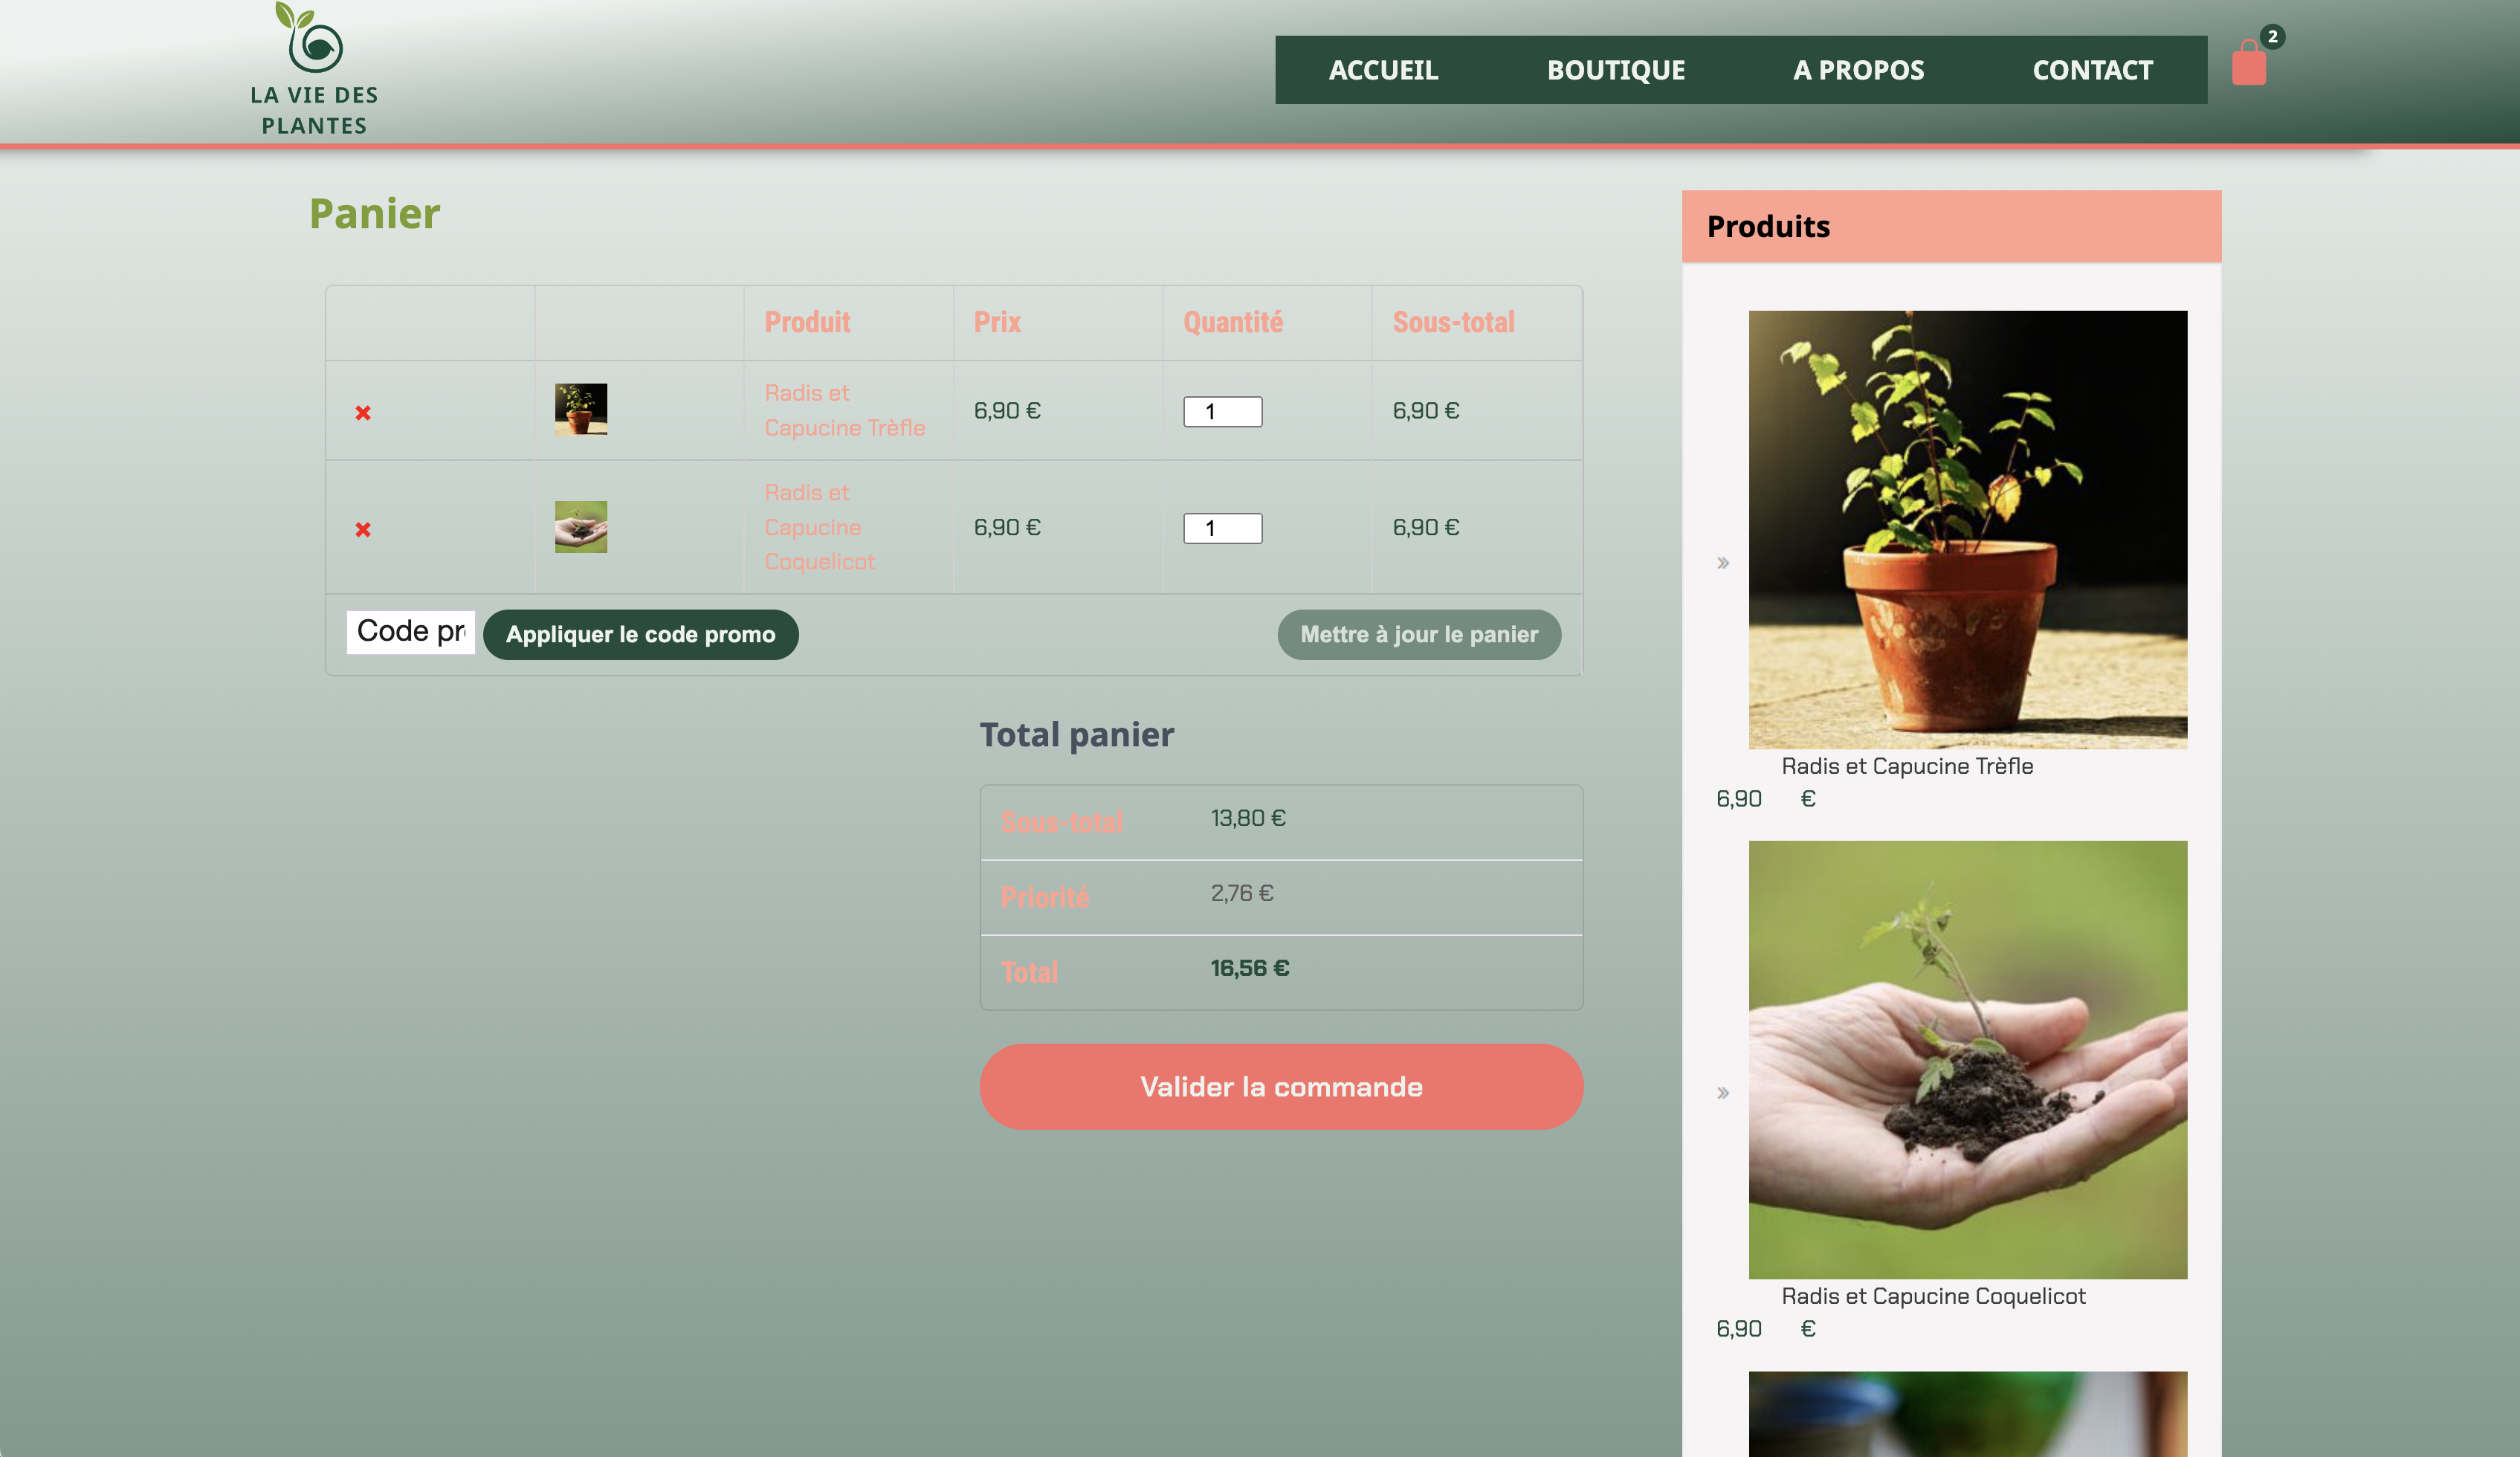 LA VIE DES
PLANTES
ACCUEIL BOUTIQUE A PROPOS CONTACT
2
Panier
Produit Prix Quantité Sous-total
Radis et
Capucine Trèfle
6,90 € 1 6,90 €
Radis et
Capucine
Coquelicot
6,90 € 1 6,90 €
Code pr
Appliquer le code promo
Mettre à jour le panier
Total panier
Sous-total 13,80 €
Priorité 2,76 €
Total 16,56 €
Valider la commande
Produits
»
Radis et Capucine Trèfle
6,90 €
»
Radis et Capucine Coquelicot
6,90 €